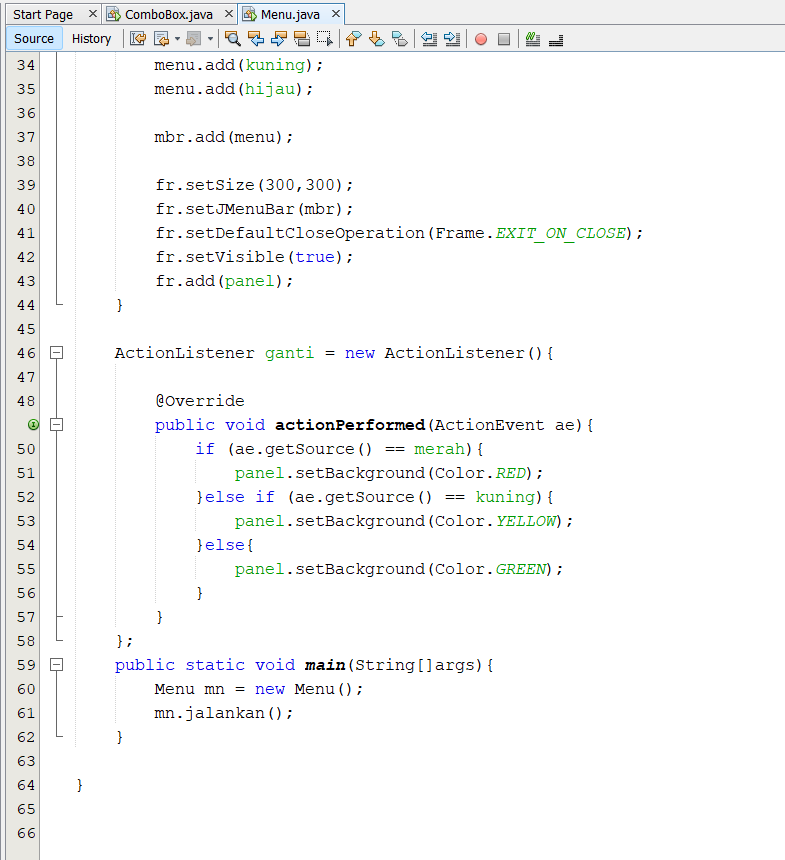 Start Page ComboBox.java Menu.java
Source History
34 menu.add(kuning);
35 menu.add(hijau);
36
37 mbr.add(menu);
38
39 fr.setSize(300,300);
40 fr.setJMenuBar(mbr);
41 fr.setDefaultCloseOperation(Frame.EXIT_ON_CLOSE);
42 fr.setVisible(true);
43 fr.add(panel);
44 }
45
46 ActionListener ganti = new ActionListener(){
47
48 @Override
public void actionPerformed(ActionEvent ae){
50 if (ae.getSource() == merah){
51 panel.setBackground(Color.RED);
52 }else if (ae.getSource() == kuning){
53 panel.setBackground(Color.YELLOW);
54 }else{
55 panel.setBackground(Color.GREEN);
56 }
57 }
58 };
59 public static void main(String[]args){
60 Menu mn = new Menu();
61 mn.jalankan();
62 }
63
64 }
65
66